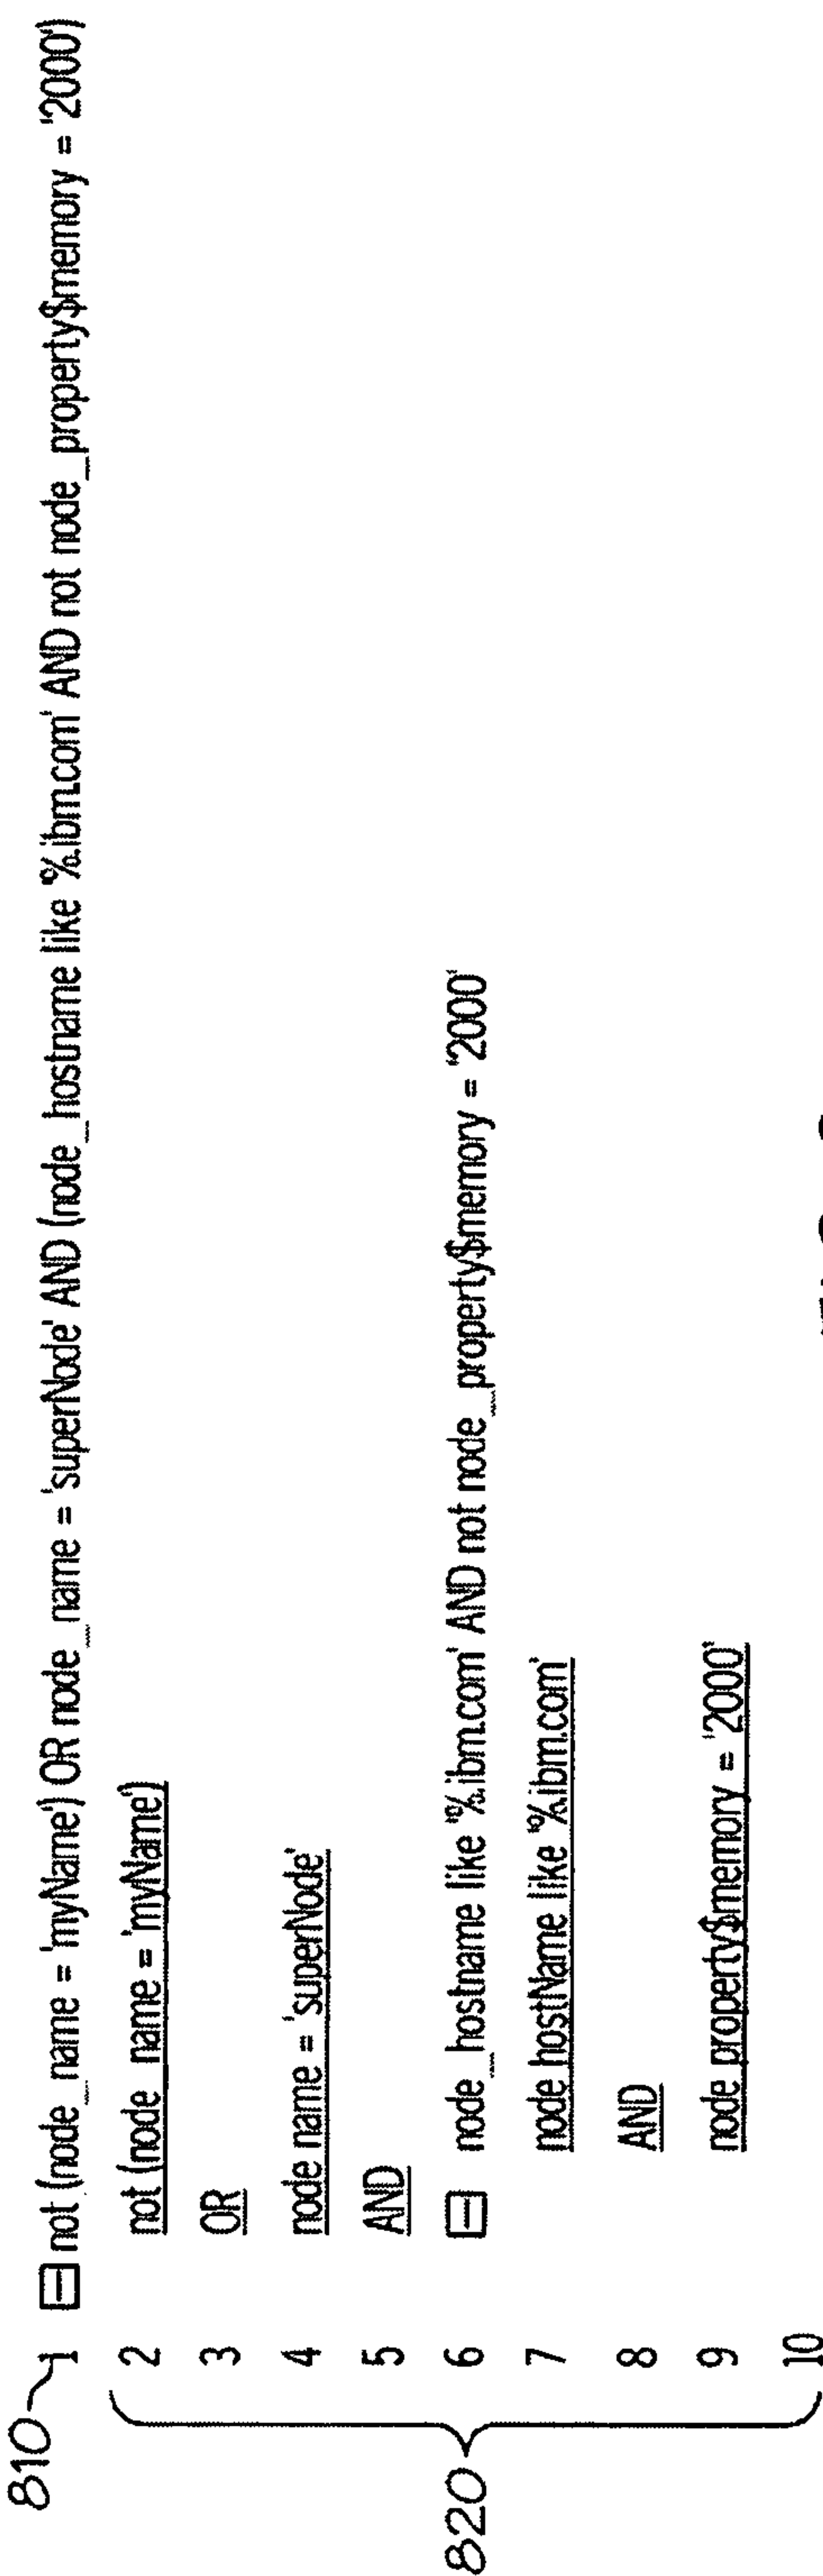 810
1 not (node_name = 'myName') OR node_name = 'superNode' AND (node_hostname like '%.ibm.com' AND not node_property$memory = '2000')
2 not (node_name = 'myName')
3 OR
4 node name = 'superNode'
5 AND
820
6 node_hostname like '%.ibm.com' AND not node_property$memory = '2000'
7 node hostName like '%.ibm.com'
8 AND
9 node property$memory = '2000'
10